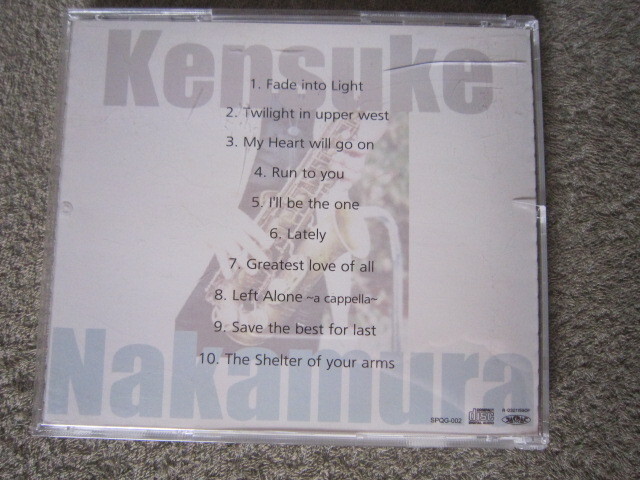 Kensuke
1. Fade into Light
2. Twilight in upper west
3. My Heart will go on
4. Run to you
5. I'll be the one
6. Lately
7. Greatest love of all
8. Left Alone ~a cappella~
9. Save the best for last
10. The Shelter of your arms
Nakamura
SPQG-002